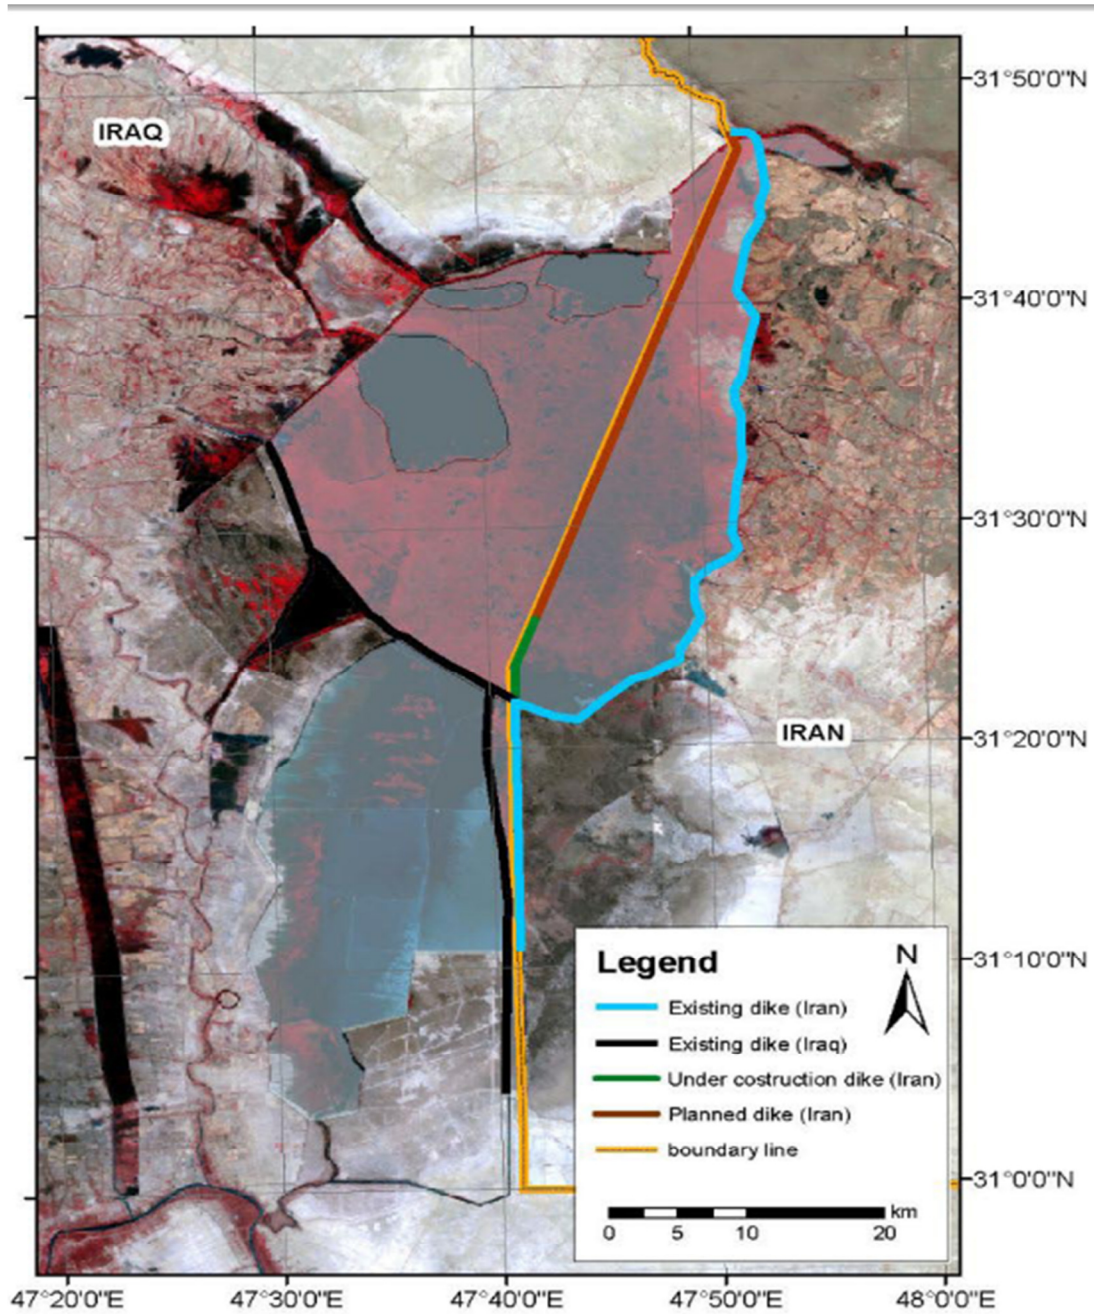 31°50'0"N
IRAQ
31°40'0"N
31°30'0"N
31°20'0"N
IRAN
31°10'0"N
Legend
N
Existing dike (Iran)
Existing dike (Iraq)
Under costruction dike (Iran)
Planned dike (Iran)
boundary line
km
0 5 10 20
31°0'0"N
47°20'0"E 47°30'0"E 47°40'0"E 47°50'0"E 48°0'0"E